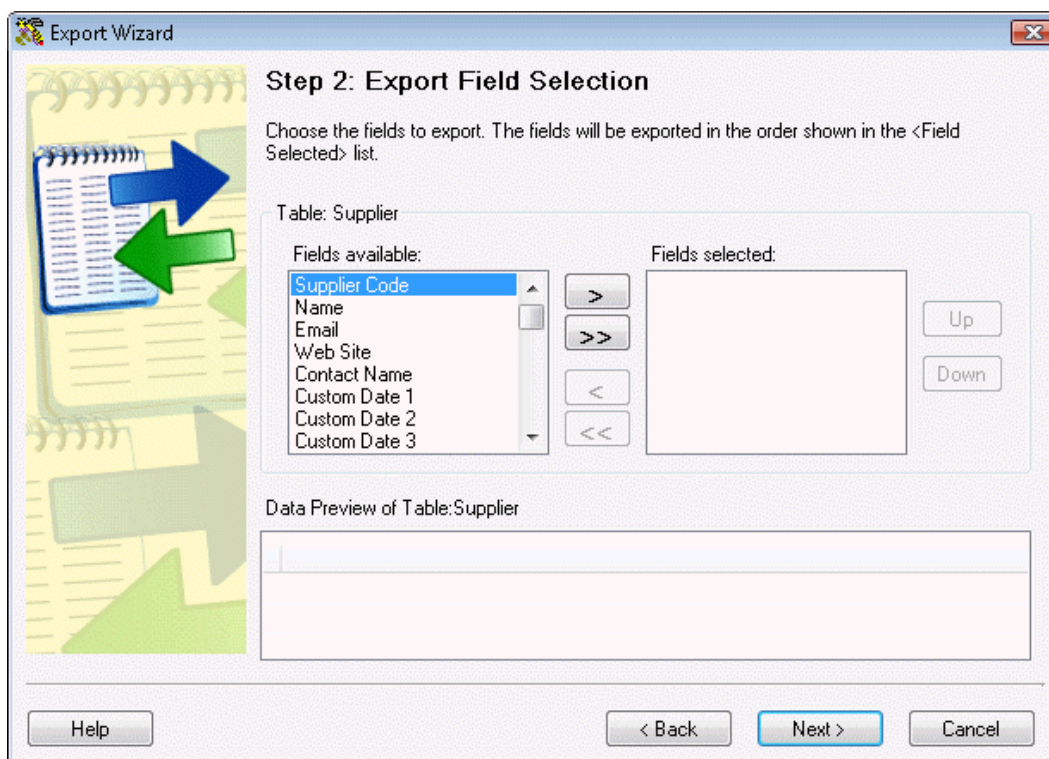 Export Wizard
Step 2: Export Field Selection
Choose the fields to export. The fields will be exported in the order shown in the <Field
Selected> list.
Table: Supplier
Fields available:
Fields selected:
Supplier Code
Name
Email
Web Site
Contact Name
Custom Date 1
Custom Date 2
Custom Date 3
>
>>
<
<<
Up
Down
Data Preview of Table:Supplier
Help
< Back
Next >
Cancel